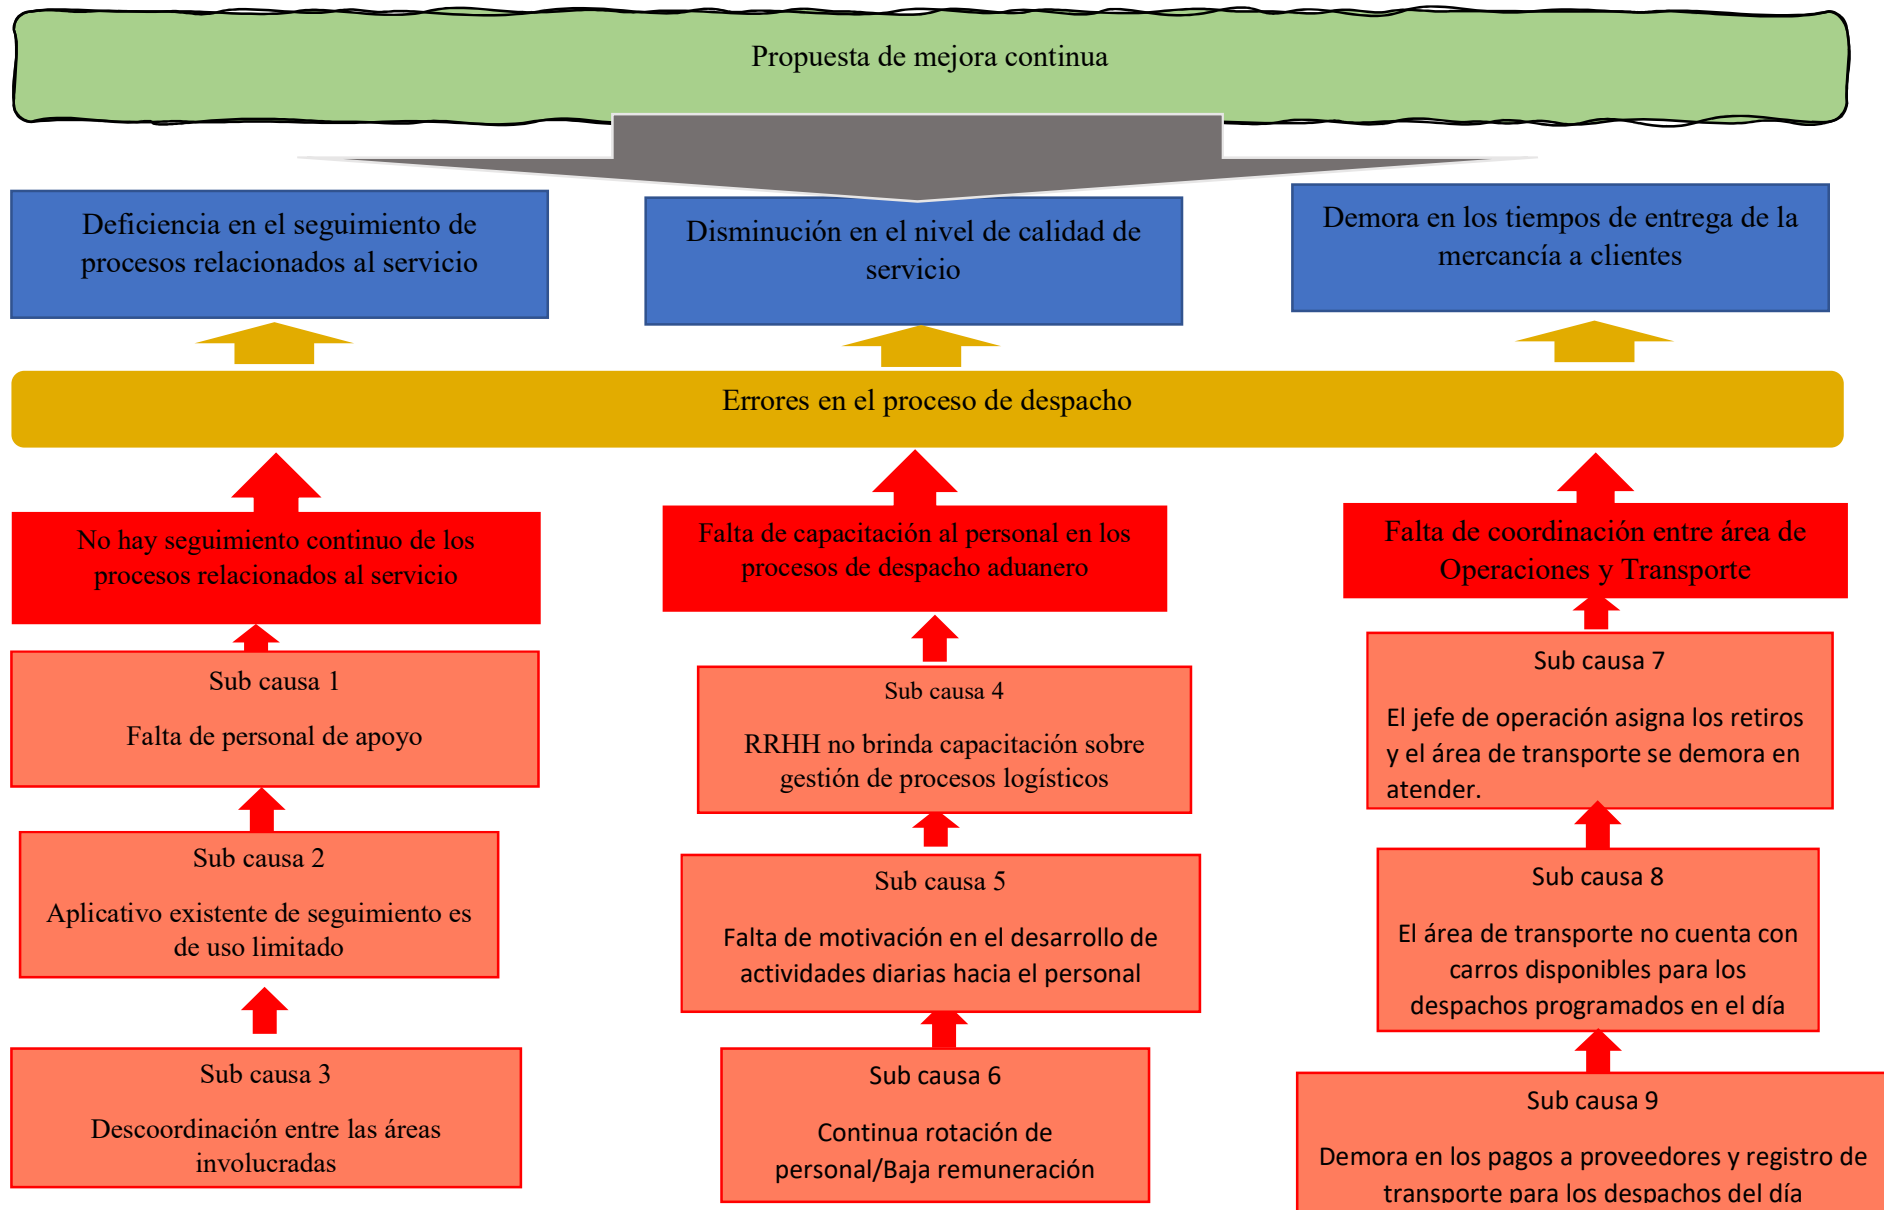 Propuesta de mejora continua
Deficiencia en el seguimiento de
procesos relacionados al servicio
Disminución en el nivel de calidad de
servicio
Demora en los tiempos de entrega de la
mercancía a clientes
Errores en el proceso de despacho
No hay seguimiento continuo de los
procesos relacionados al servicio
Falta de capacitación al personal en los
procesos de despacho aduanero
Falta de coordinación entre área de
Operaciones y Transporte
Sub causa 1
Falta de personal de apoyo
Sub causa 4
RRHH no brinda capacitación sobre
gestión de procesos logísticos
Sub causa 7
El jefe de operación asigna los retiros
y el área de transporte se demora en
atender.
Sub causa 2
Aplicativo existente de seguimiento es
de uso limitado
Sub causa 5
Falta de motivación en el desarrollo de
actividades diarias hacia el personal
Sub causa 8
El área de transporte no cuenta con
carros disponibles para los
despachos programados en el día
Sub causa 3
Descoordinación entre las áreas
involucradas
Sub causa 6
Continua rotación de
personal/Baja remuneración
Sub causa 9
Demora en los pagos a proveedores y registro de
transporte para los despachos del día